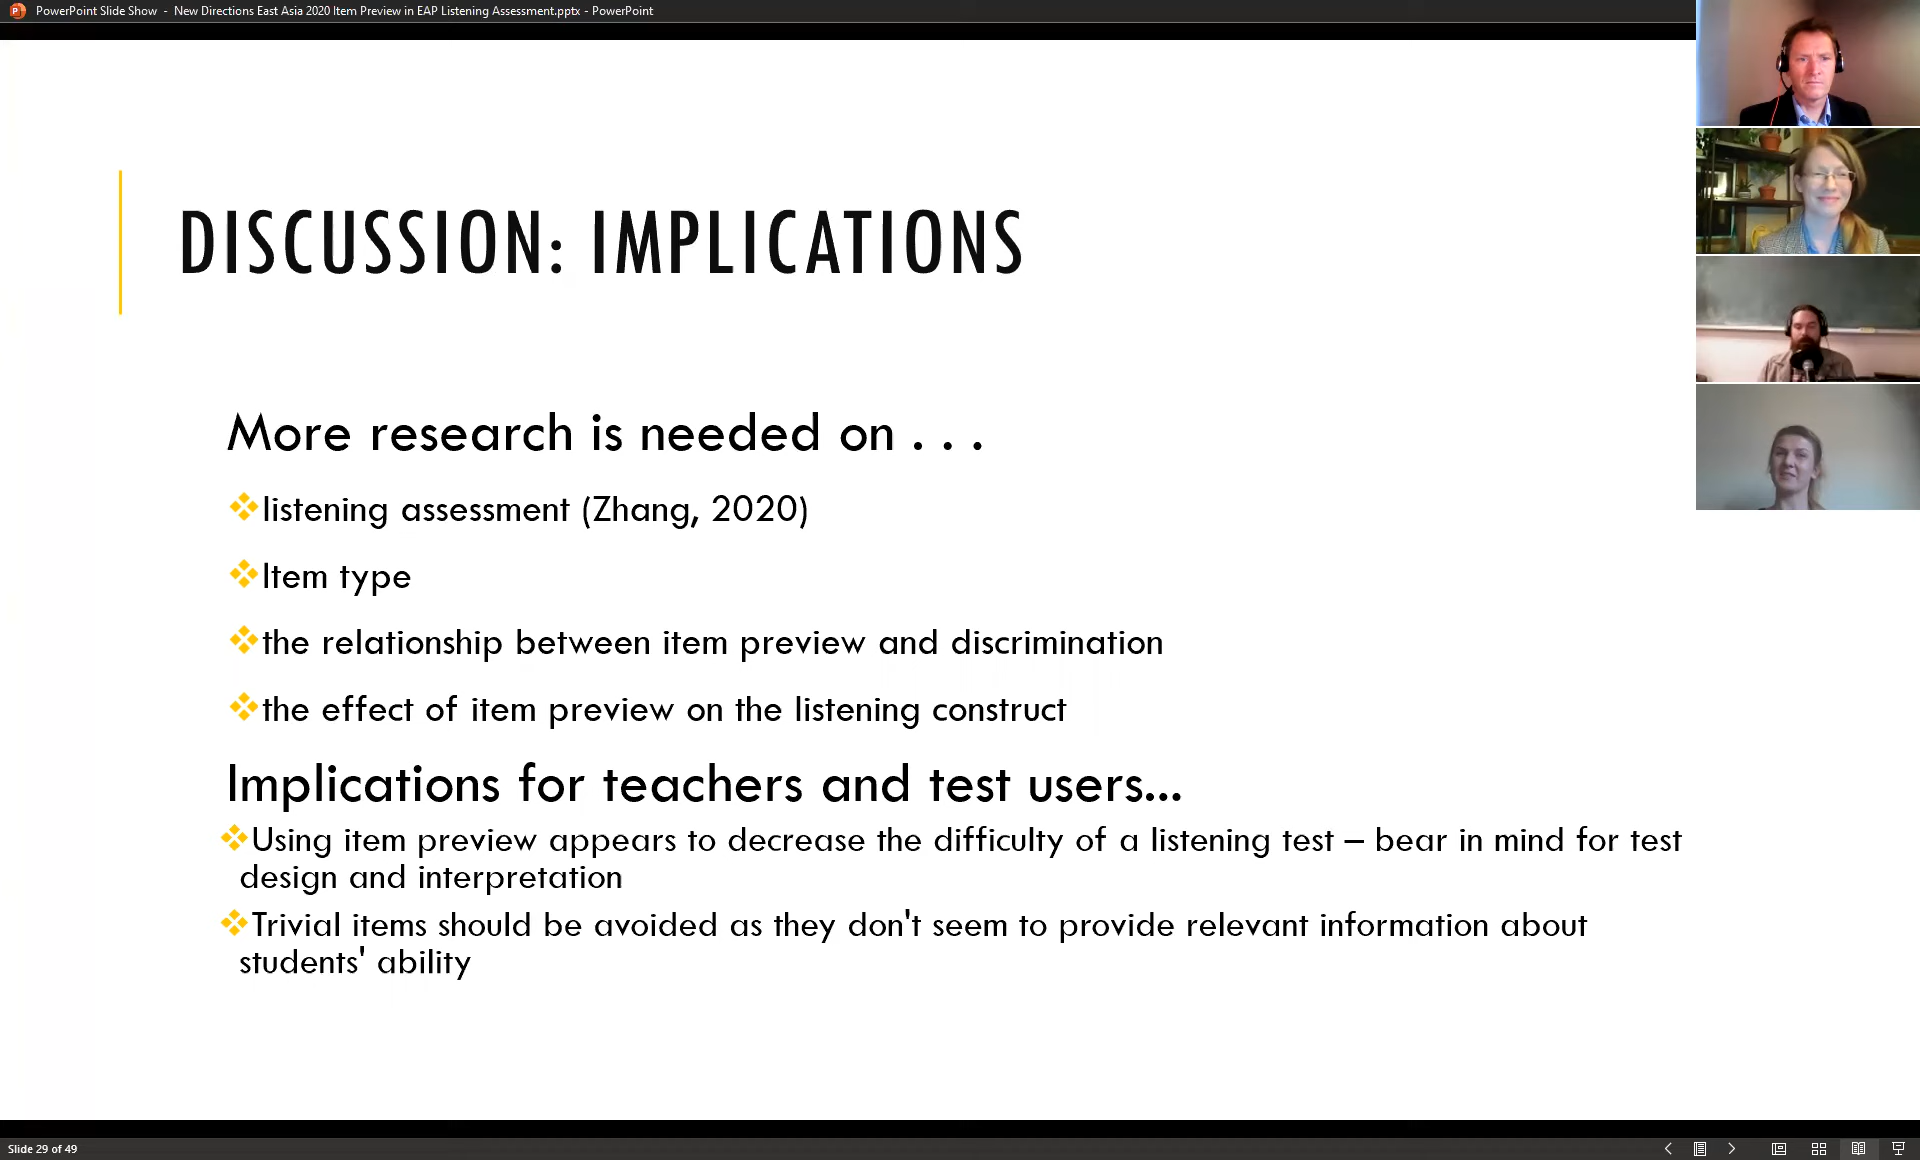 PowerPoint Slide Show - New Directions East Asia 2020 Item Preview in EAP Listening Assessment.pptx - PowerPoint
DISCUSSION: IMPLICATIONS
More research is needed on . . .
listening assessment (Zhang, 2020)
Item type
the relationship between item preview and discrimination
the effect of item preview on the listening construct
Implications for teachers and test users...
Using item preview appears to decrease the difficulty of a listening test – bear in mind for test
design and interpretation
Trivial items should be avoided as they don't seem to provide relevant information about
students' ability
Slide 29 of 49